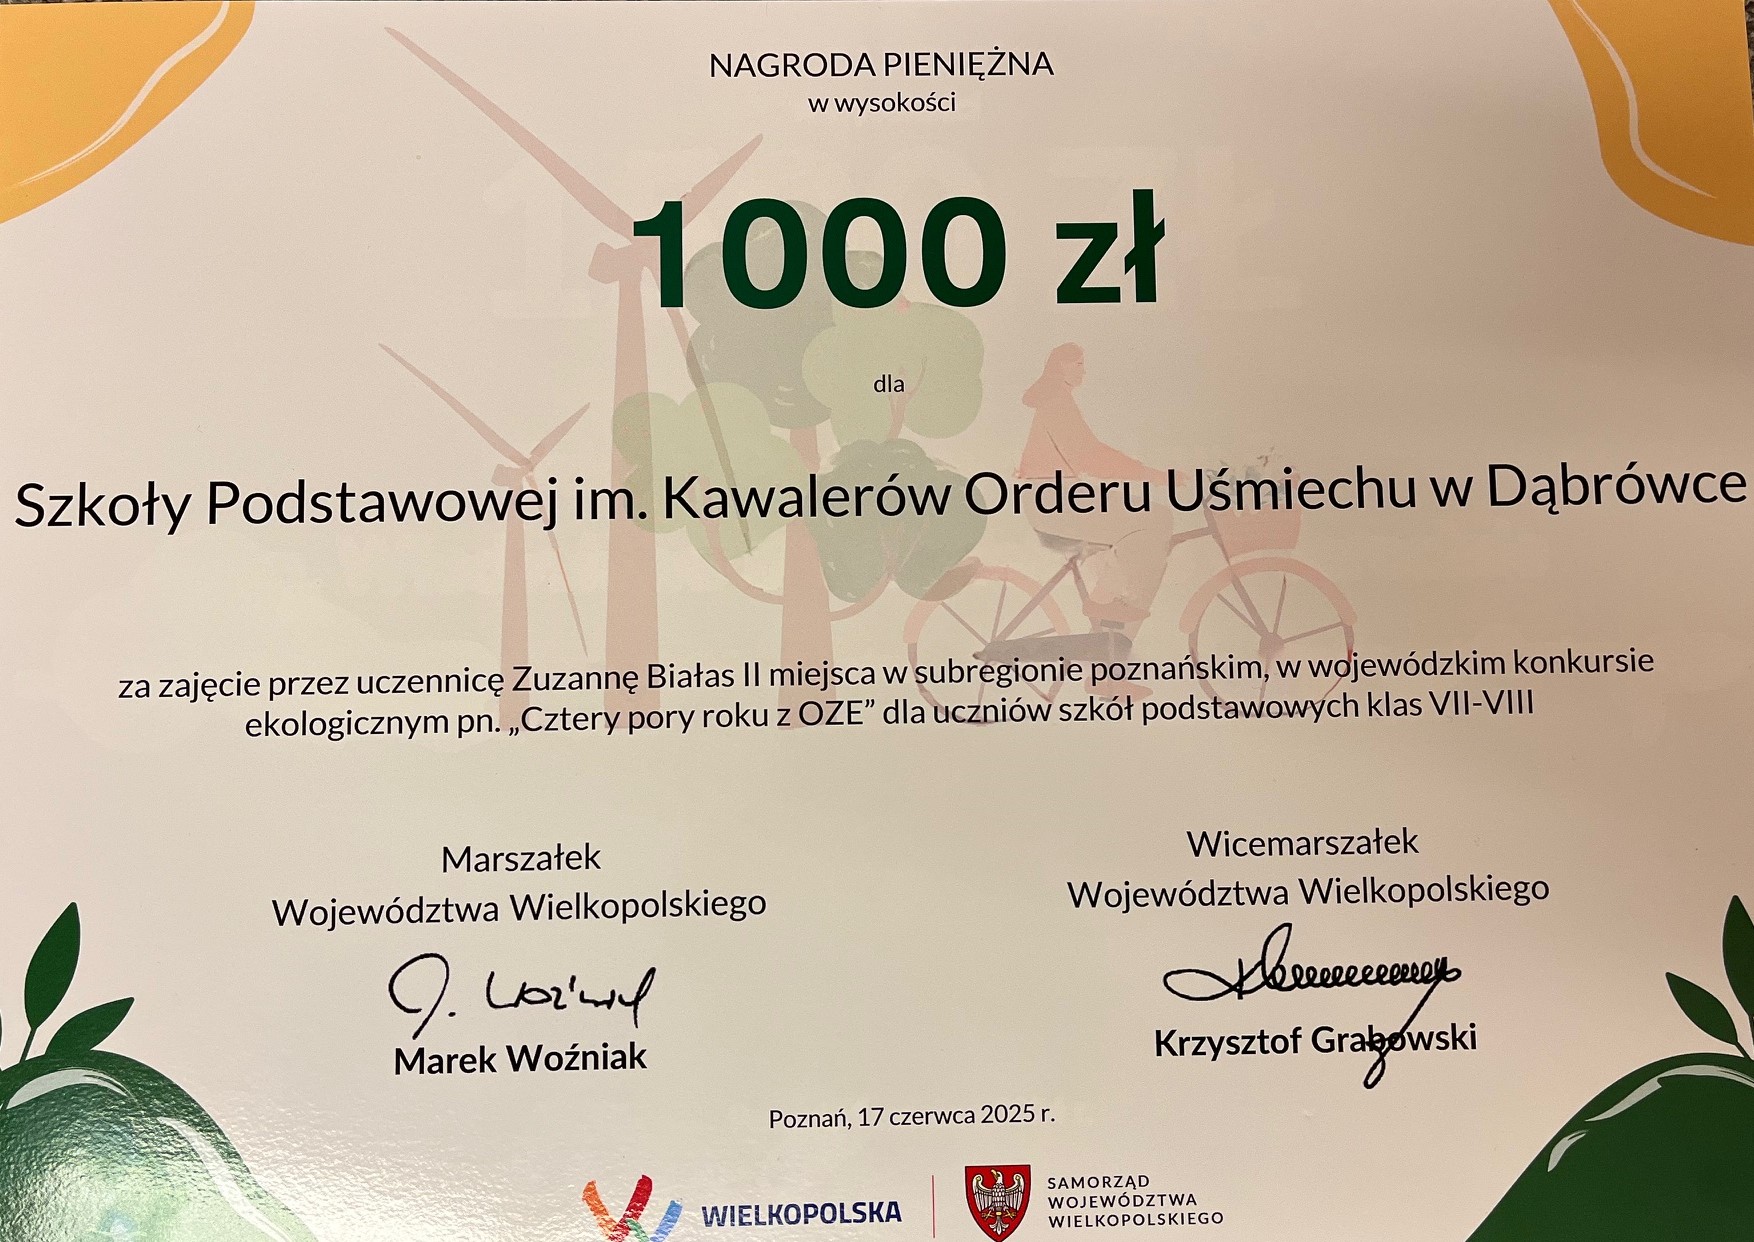 NAGRODA PIENIĘŻNA
w wysokości
1000 zł
dla
Szkoły Podstawowej im. Kawalerów Orderu Uśmiechu w Dąbrówce
za zajęcie przez uczennicę Zuzannę Białas II miejsca w subregionie poznańskim, w wojewódzkim konkursie
ekologicznym pn. „Cztery pory roku z OZE” dla uczniów szkół podstawowych klas VII-VIII
Marszałek
Województwa Wielkopolskiego
Marek Woźniak
Wicemarszałek
Województwa Wielkopolskiego
Krzysztof Grabowski
Poznań, 17 czerwca 2025 r.
WIELKOPOLSKA
SAMORZĄD
WOJEWÓDZTWA
WIELKOPOLSKIEGO